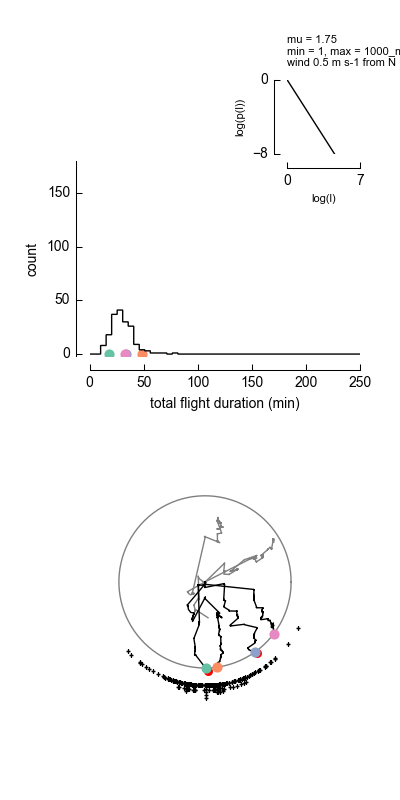 mu = 1.75
min = 1, max = 1000_
wind 0.5 m s-1 from N
0
log(p(l))
−8
0
7
log(l)
150
count
100
50
0
0
50
100
150
200
250
total flight duration (min)